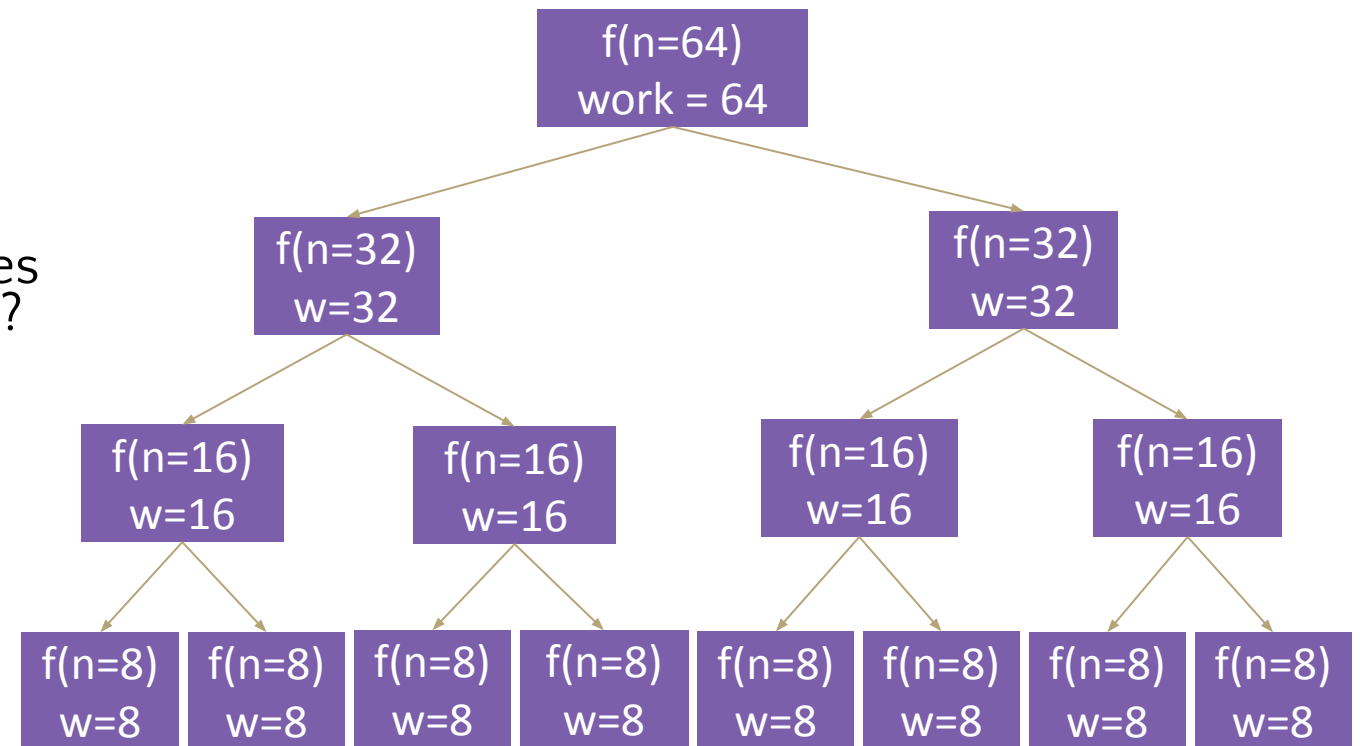 f(n=64)
work = 64
es
?
f(n=32)
w=32
f(n=32)
w=32
f(n=16)
w=16
f(n=16)
w=16
f(n=16)
w=16
f(n=16)
w=16
f(n=8)
w=8
f(n=8)
w=8
f(n=8)
w=8
f(n=8)
w=8
f(n=8)
w=8
f(n=8)
w=8
f(n=8)
w=8
f(n=8)
w=8